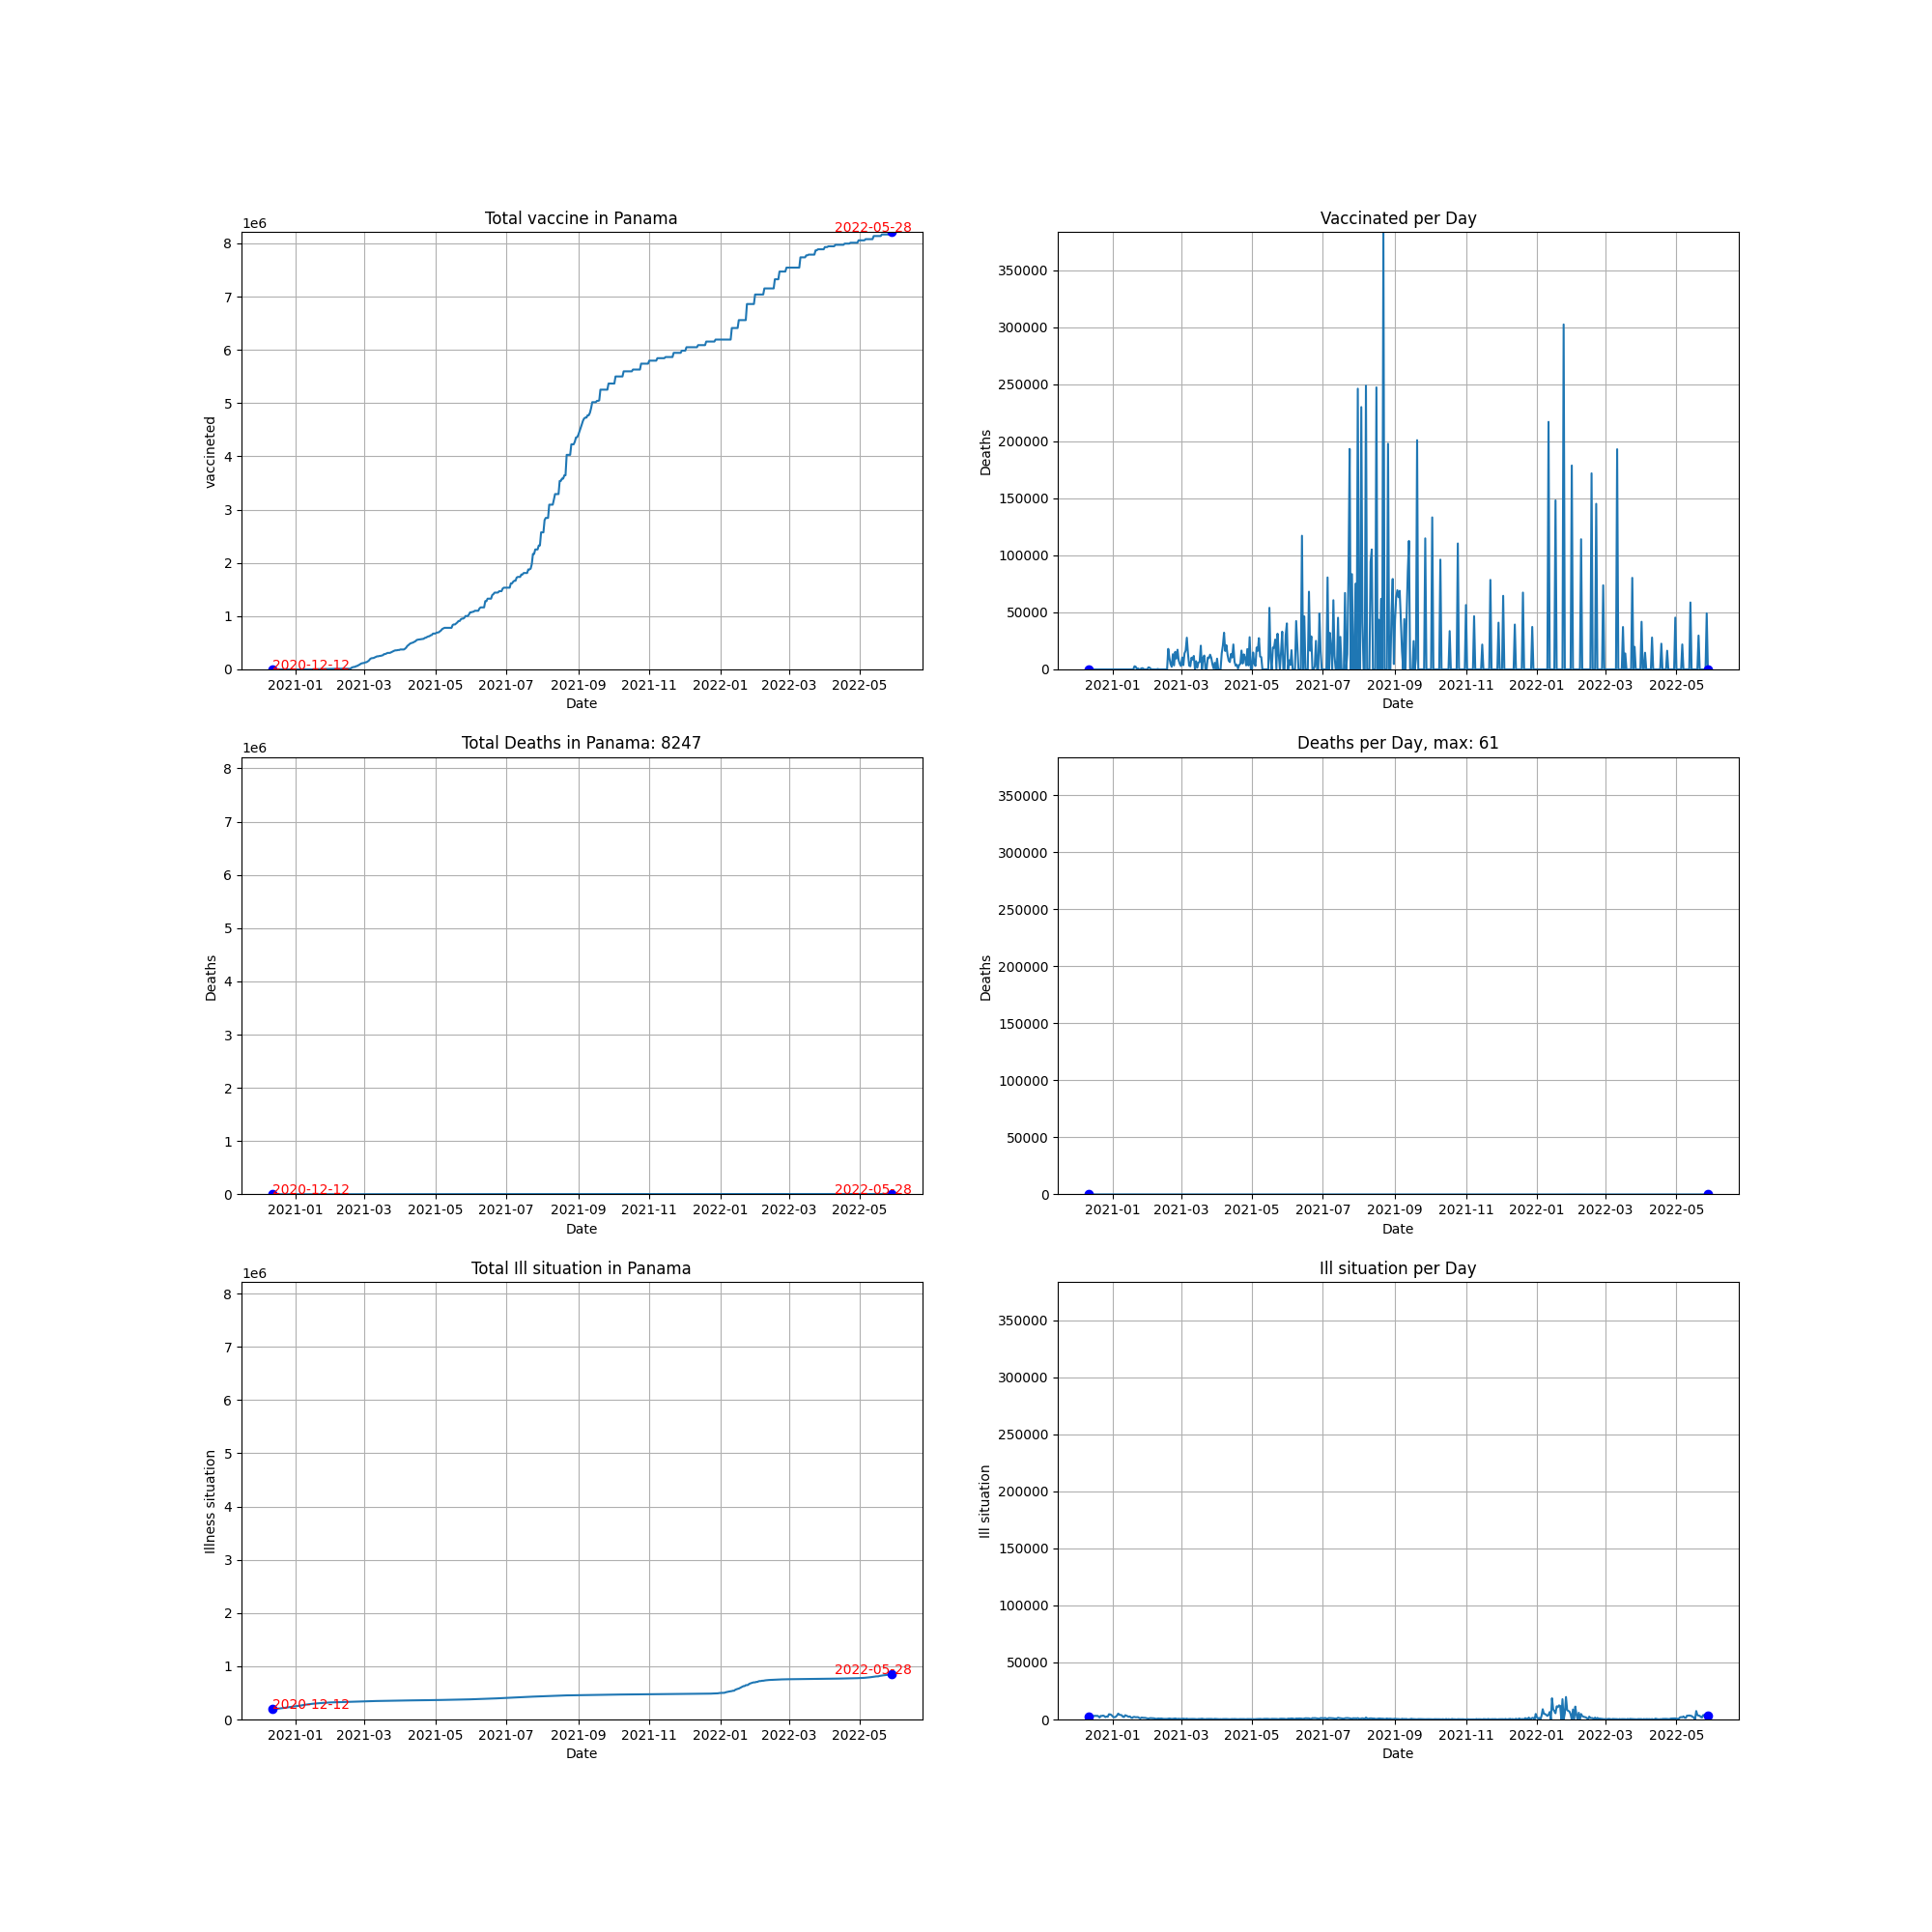 Total vaccine in Panama
1e6
2022-05-28
8
7
6
5
4
3
2
1
0
vaccineted
2020-12-12
2021-01 2021-03 2021-05 2021-07 2021-09 2021-11 2022-01 2022-03 2022-05
Date
Vaccinated per Day
350000
300000
250000
200000
150000
100000
50000
0
Deaths
2021-01 2021-03 2021-05 2021-07 2021-09 2021-11 2022-01 2022-03 2022-05
Date
Total Deaths in Panama: 8247
1e6
8
7
6
5
4
3
2
1
0
Deaths
2020-12-12
2022-05-28
2021-01 2021-03 2021-05 2021-07 2021-09 2021-11 2022-01 2022-03 2022-05
Date
Deaths per Day, max: 61
350000
300000
250000
200000
150000
100000
50000
0
Deaths
2021-01 2021-03 2021-05 2021-07 2021-09 2021-11 2022-01 2022-03 2022-05
Date
Total Ill situation in Panama
1e6
8
7
6
5
4
3
2
1
0
Illness situation
2020-12-12
2022-05-28
2021-01 2021-03 2021-05 2021-07 2021-09 2021-11 2022-01 2022-03 2022-05
Date
Ill situation per Day
350000
300000
250000
200000
150000
100000
50000
0
Ill situation
2021-01 2021-03 2021-05 2021-07 2021-09 2021-11 2022-01 2022-03 2022-05
Date